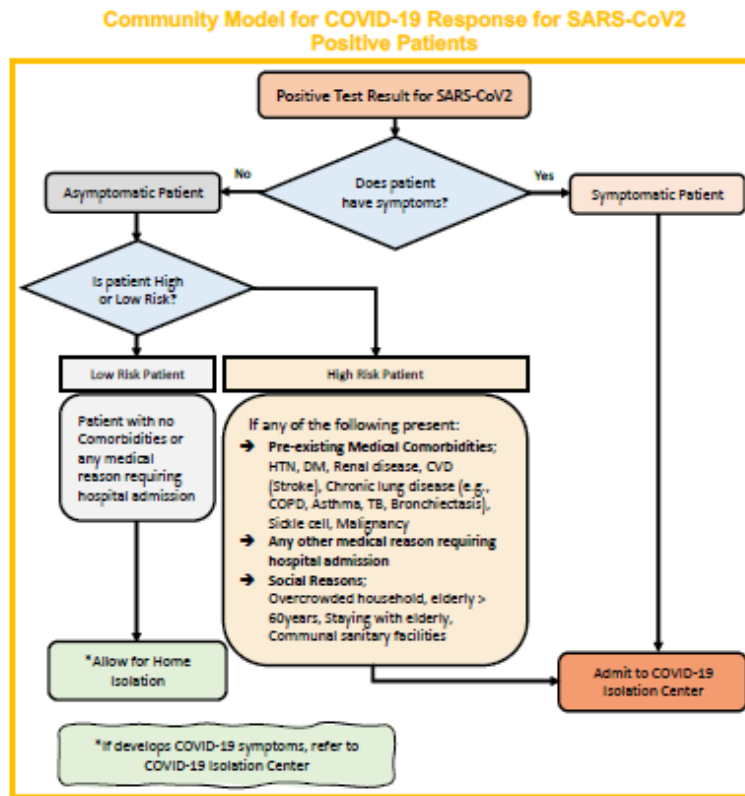 Community Model for COVID-19 Response for SARS-CoV2
Positive Patients
Positive Test Result for SARS-CoV2
Does patient
have symptoms?
No
Yes
Asymptomatic Patient
Symptomatic Patient
Is patient High
or Low Risk?
Low Risk Patient
High Risk Patient
Patient with no
Comorbidities or
any medical
reason requiring
hospital admission
If any of the following present:
➔ Pre-existing Medical Comorbidities;
HTN, DM, Renal disease, CVD
(Stroke), Chronic lung disease (e.g.,
COPD, Asthma, TB, Bronchiectasis),
Sickle cell, Malignancy
➔ Any other medical reason requiring
hospital admission
➔ Social Reasons;
Overcrowded household, elderly >
60years, Staying with elderly,
Communal sanitary facilities
*Allow for Home
Isolation
Admit to COVID-19
Isolation Center
*If develops COVID-19 symptoms, refer to
COVID-19 Isolation Center